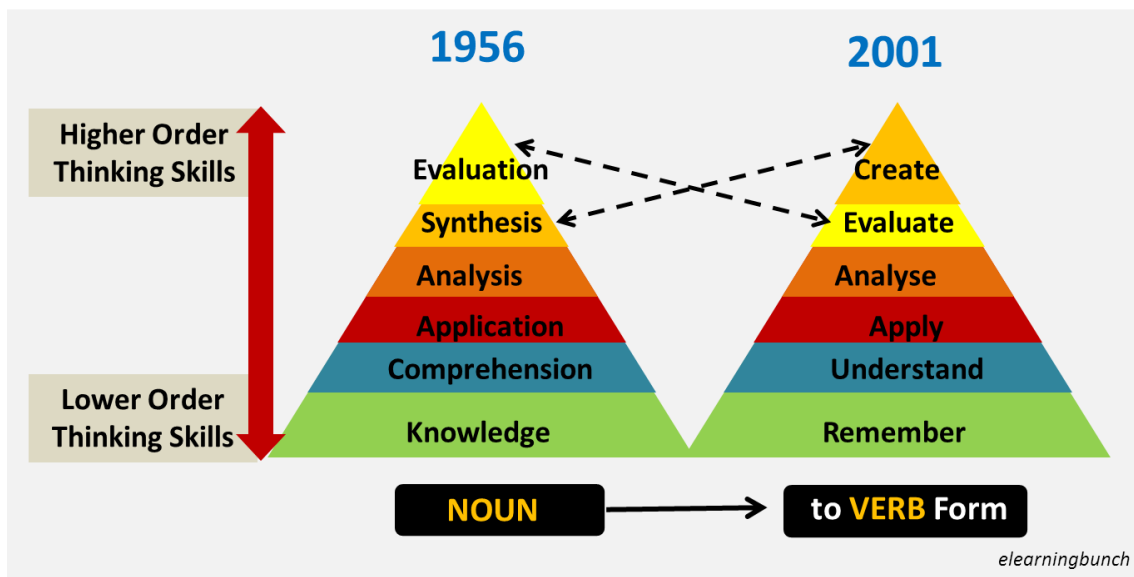 1956
2001
Higher Order
Thinking Skills
Evaluation
Synthesis
Analysis
Application
Comprehension
Knowledge
Create
Evaluate
Analyse
Apply
Understand
Remember
Lower Order
Thinking Skills
NOUN
to VERB Form
elearningbunch